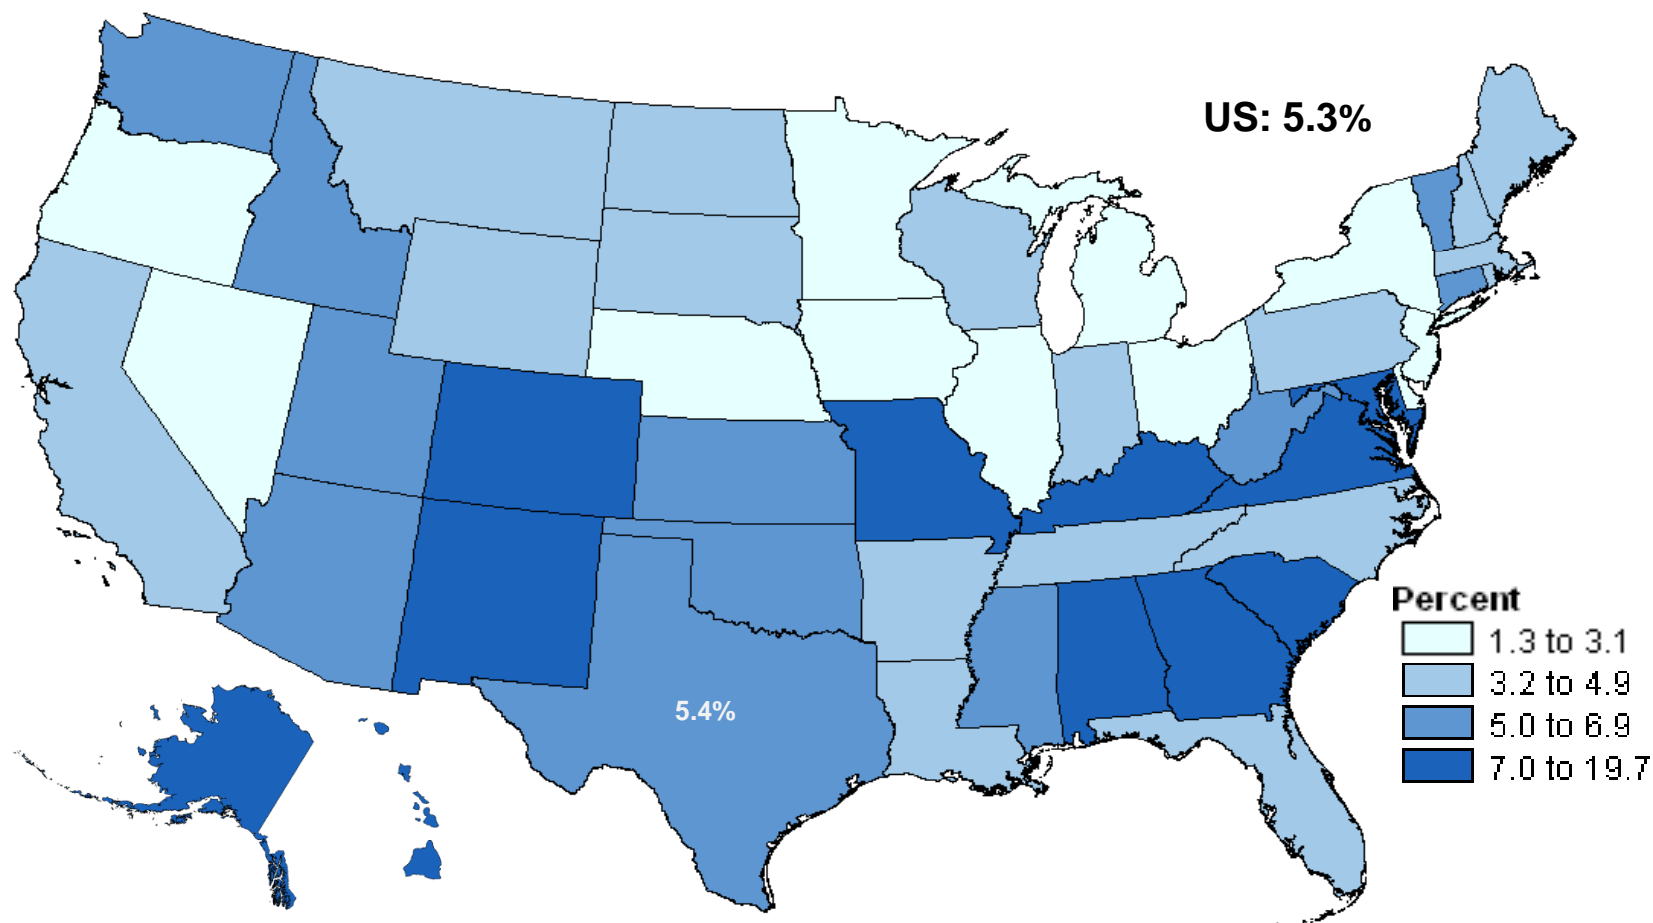 US: 5.3%
5.4%
Percent
1.3 to 3.1
3.2 to 4.9
5.0 to 6.9
7.0 to 19.7